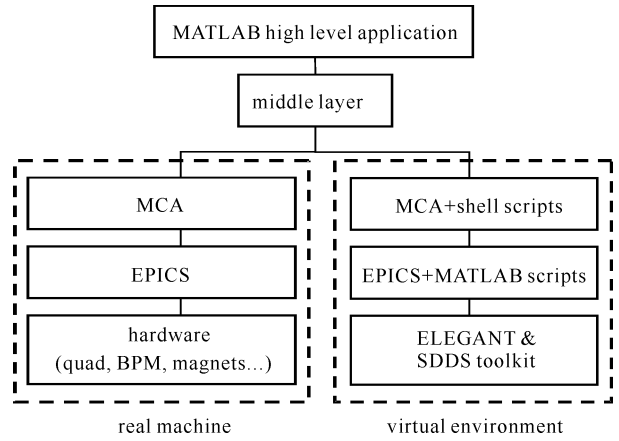 MATLAB high level application
middle layer
MCA
EPICS
hardware
(quad, BPM, magnets...)
real machine
MCA+shell scripts
EPICS+MATLAB scripts
ELEGANT &
SDDS toolkit
virtual environment